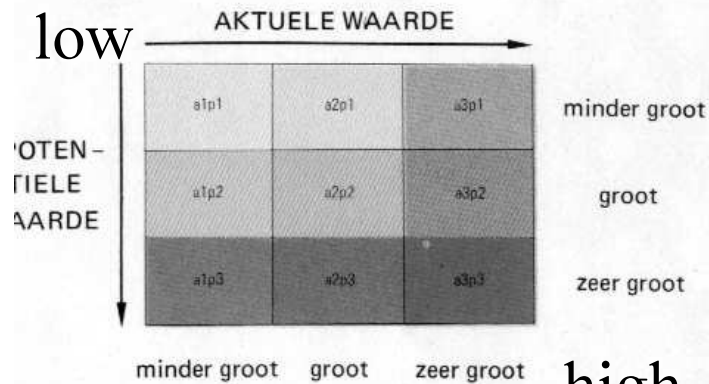 low
AKTUELE WAARDE
a1p1 a2p1 a3p1 minder groot
POTEN-
TIELE
WAARDE
a1p2 a2p2 a3p2 groot
a1p3 a2p3 a3p3 zeer groot
minder groot groot zeer groot
high